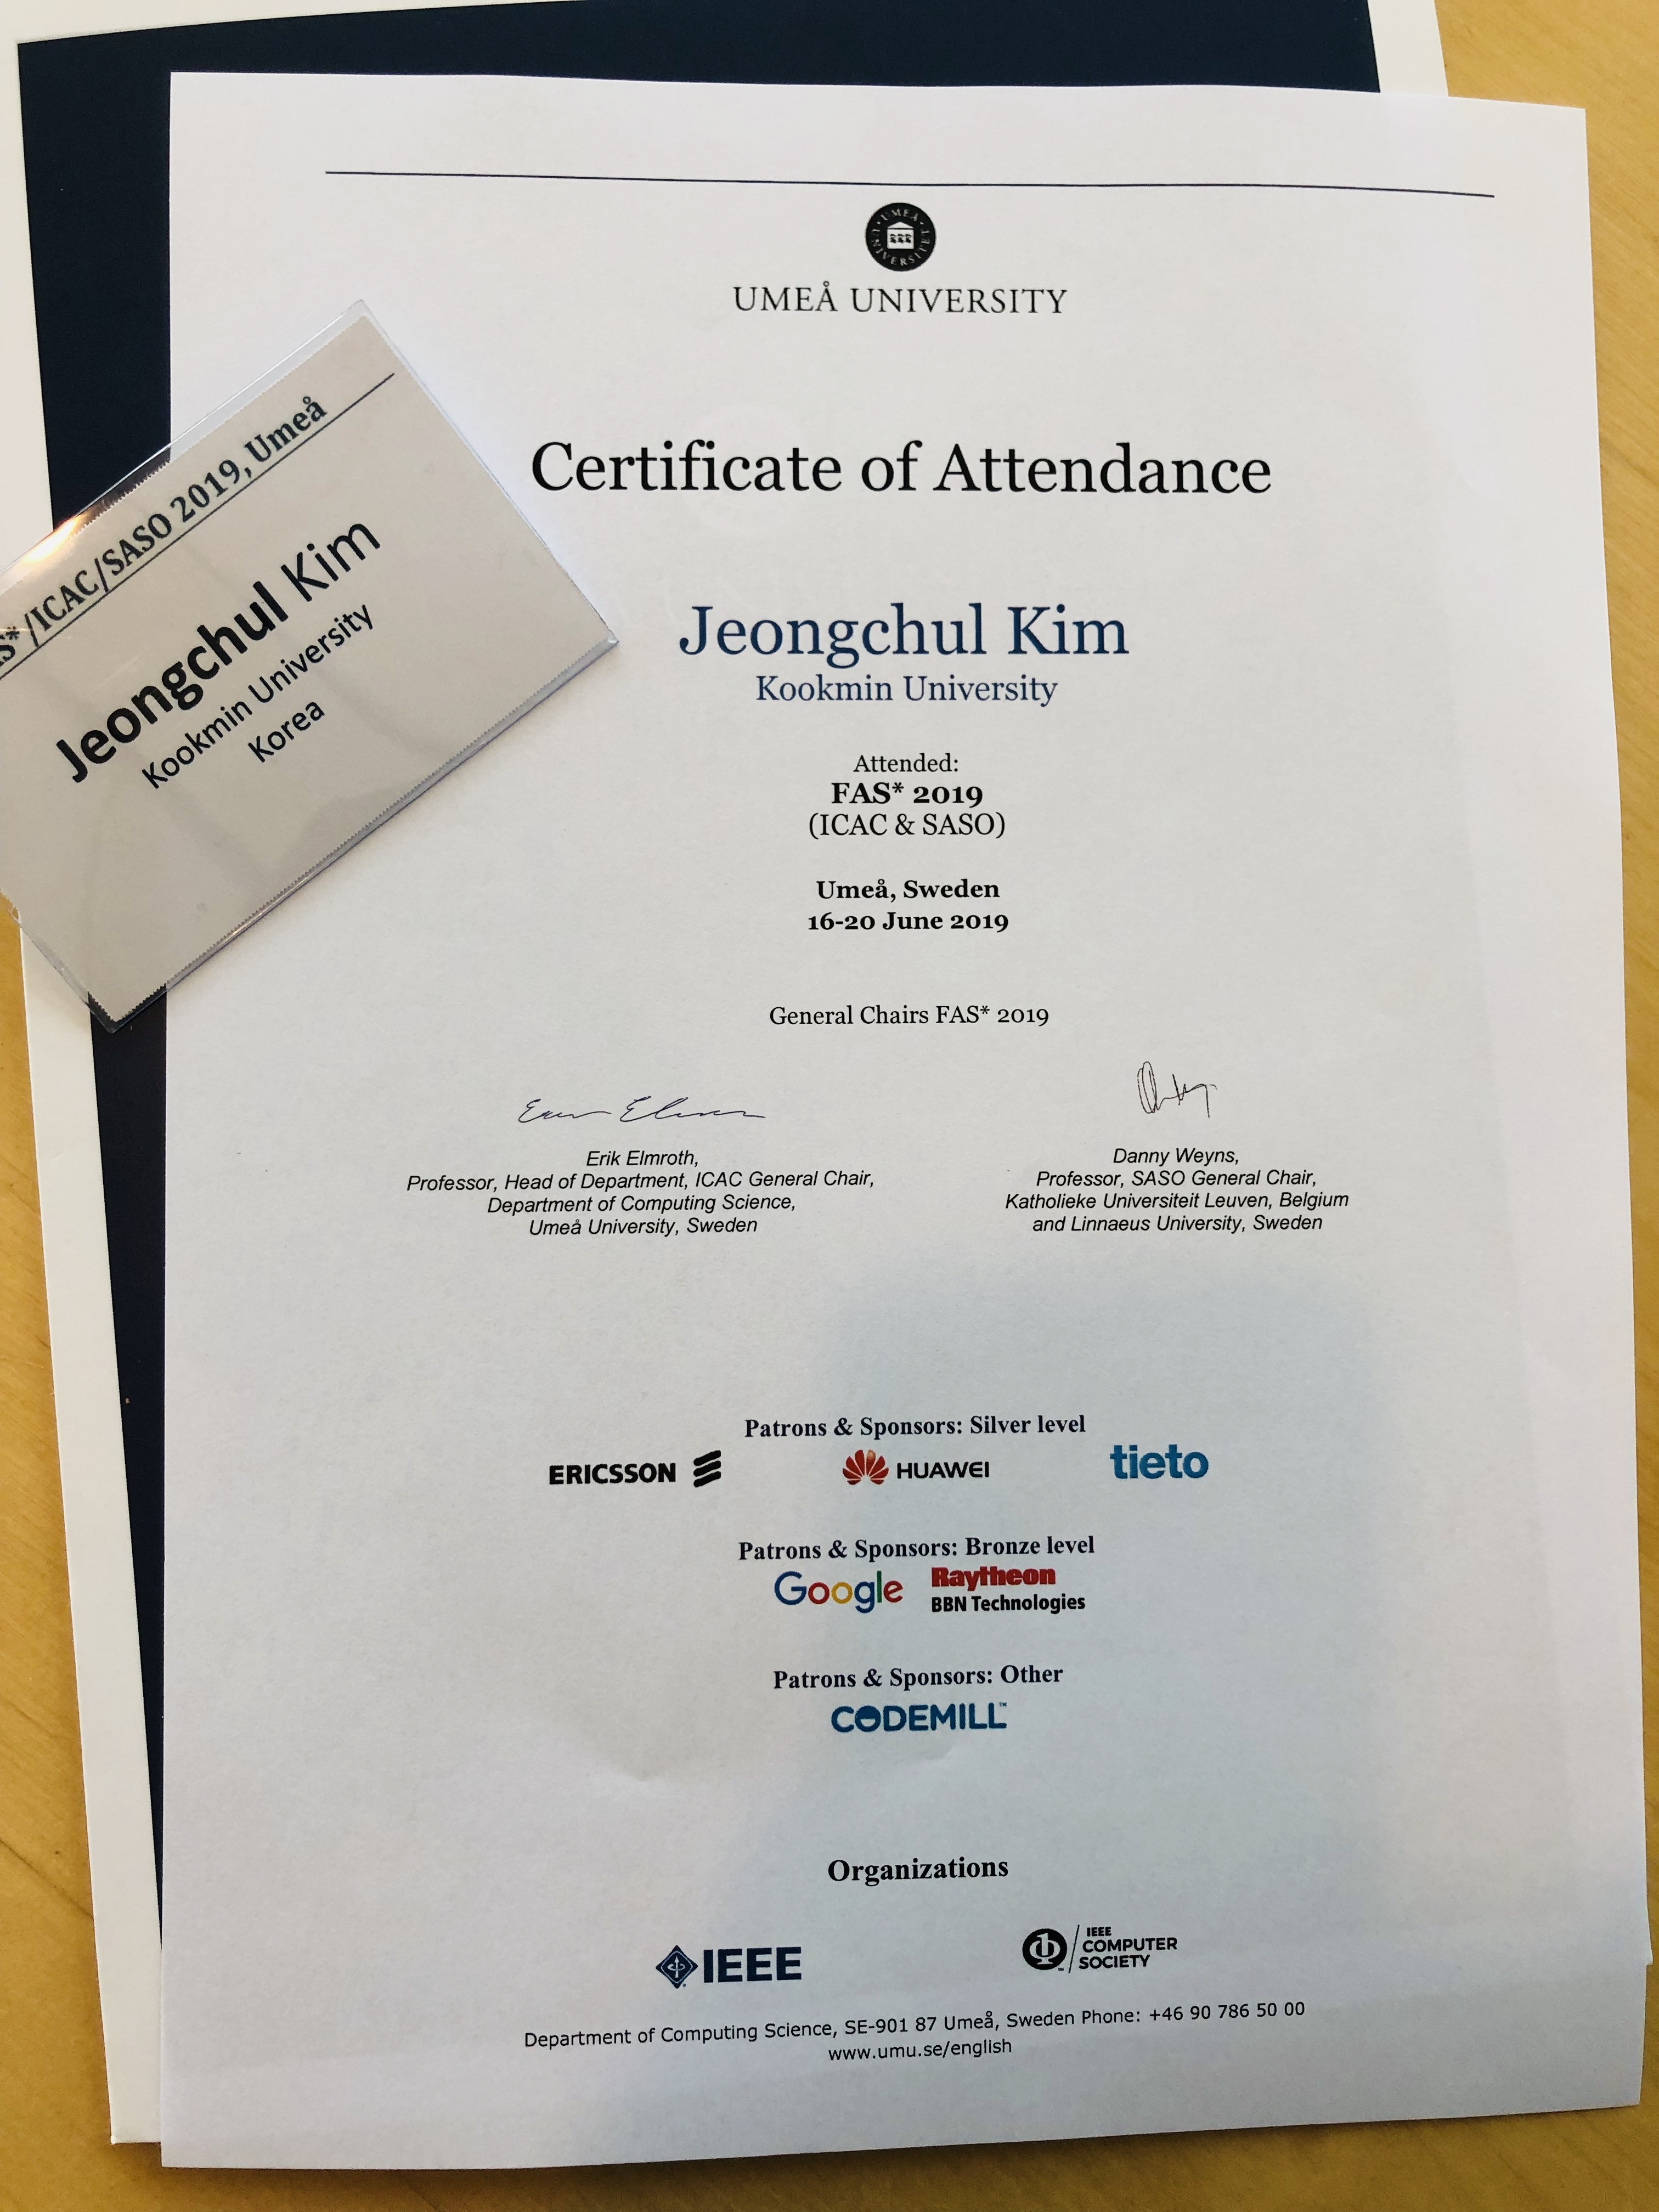 UMEÅ UNIVERSITET
UMEÅ UNIVERSITY
Certificate of Attendance
Jeongchul Kim
Kookmin University
Attended:
FAS* 2019
(ICAC & SASO)
Umeå, Sweden
16-20 June 2019
General Chairs FAS* 2019
Erik Elmroth,
Professor, Head of Department, ICAC General Chair,
Department of Computing Science,
Umeå University, Sweden
Danny Weyns,
Professor, SASO General Chair,
Katholieke Universiteit Leuven, Belgium
and Linnaeus University, Sweden
Patrons & Sponsors: Silver level
ERICSSON
HUAWEI
tieto
Patrons & Sponsors: Bronze level
Google
Raytheon
BBN Technologies
Patrons & Sponsors: Other
CODEMILL™
Organizations
IEEE
IEEE
COMPUTER
SOCIETY
Department of Computing Science, SE-901 87 Umeå, Sweden Phone: +46 90 786 50 00
www.umu.se/english
S*/ICAC/SASO 2019, Umeå
Jeongchul Kim
Kookmin University
Korea